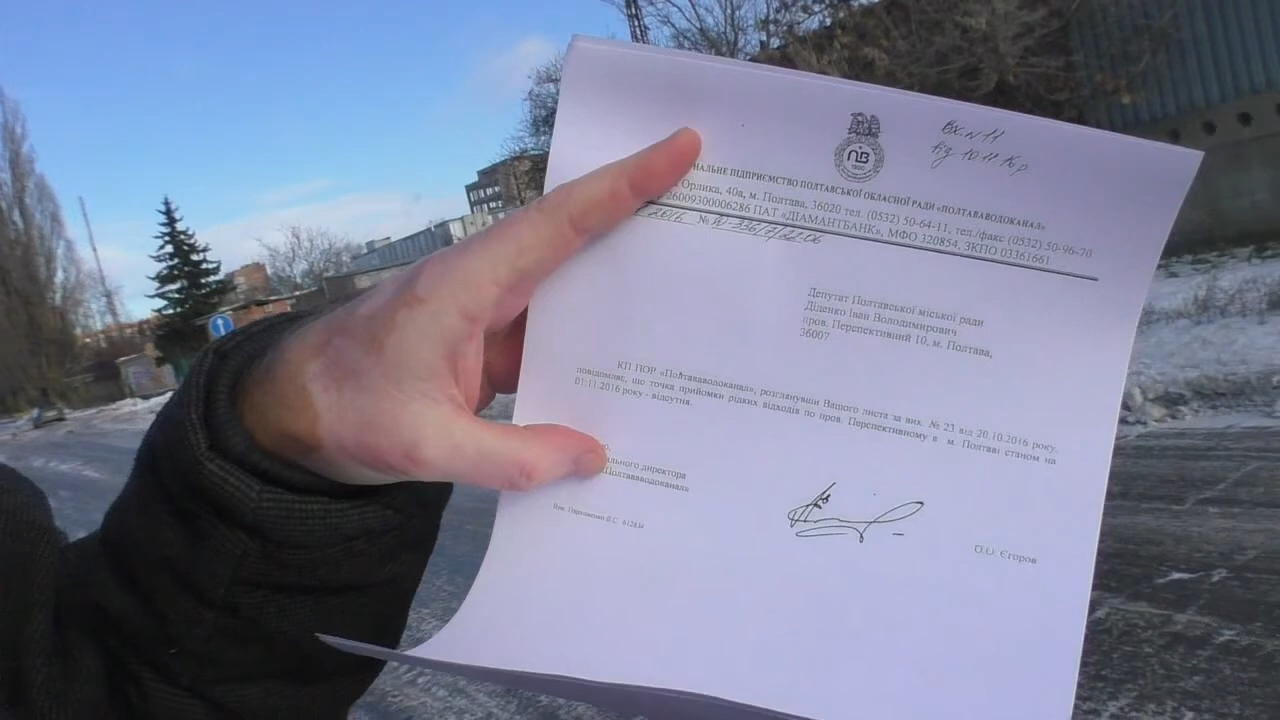 ПВ
1900
Вх. № 11
від 10.11.16р
НАЛЬНЕ ПІДПРИЄМСТВО ПОЛТАВСЬКОЇ ОБЛАСНОЇ РАДИ «ПОЛТАВАВОДОКАНАЛ»
Орлика, 40а, м. Полтава, 36020 тел. (0532) 50-64-11, тел./факс (0532) 50-96-70
26009300006286 ПАТ «ДІАМАНТБАНК», МФО 320854, ЗКПО 03361661
2016 №
Депутат Полтавської міської ради
Діденко Іван Володимирович
пров. Перспективний 10, м. Полтава,
36007
КП ПОР «Полтававодоканал», розглянувши Вашого листа за вих. № 23 від 20.10.2016 року,
повідомляє, що точка прийомки рідких відходів по пров. Перспективному в м. Полтаві станом на
01.11.2016 року - відсутня.
ального директора
«Полтававодоканал»
О.О. Єгоров